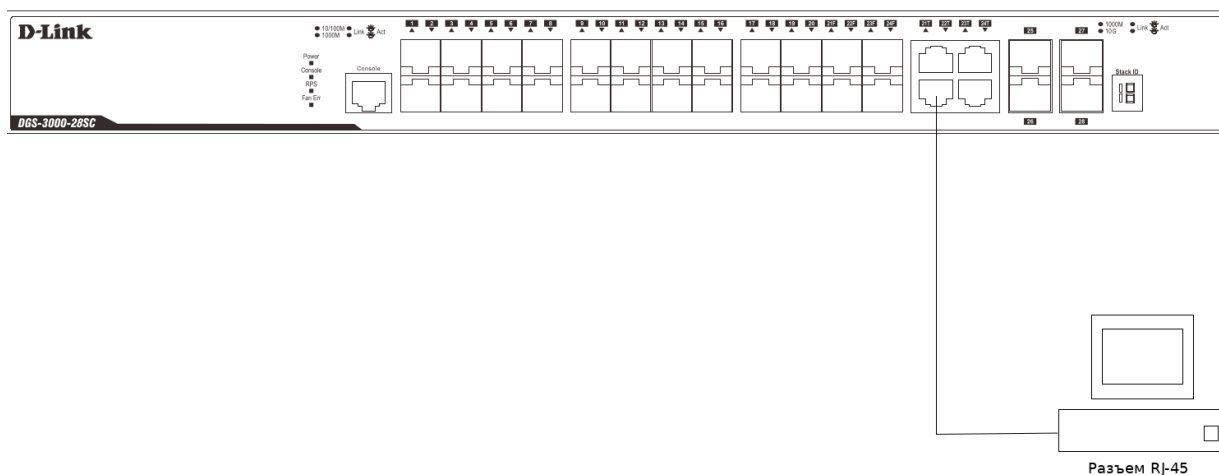 D-Link
10/100M
1000M
Link
Act
Power
Console
RPS
Fan Err
Console
1 2 3 4 5 6 7 8
9 10 11 12 13 14 15 16
17 18 19 20 21F 22F 23F 24F
21T 22T 23T 24T
25
27
1000M
10G
Link
Act
Stack ID
26
28
DGS-3000-28SC
Разъем RJ-45